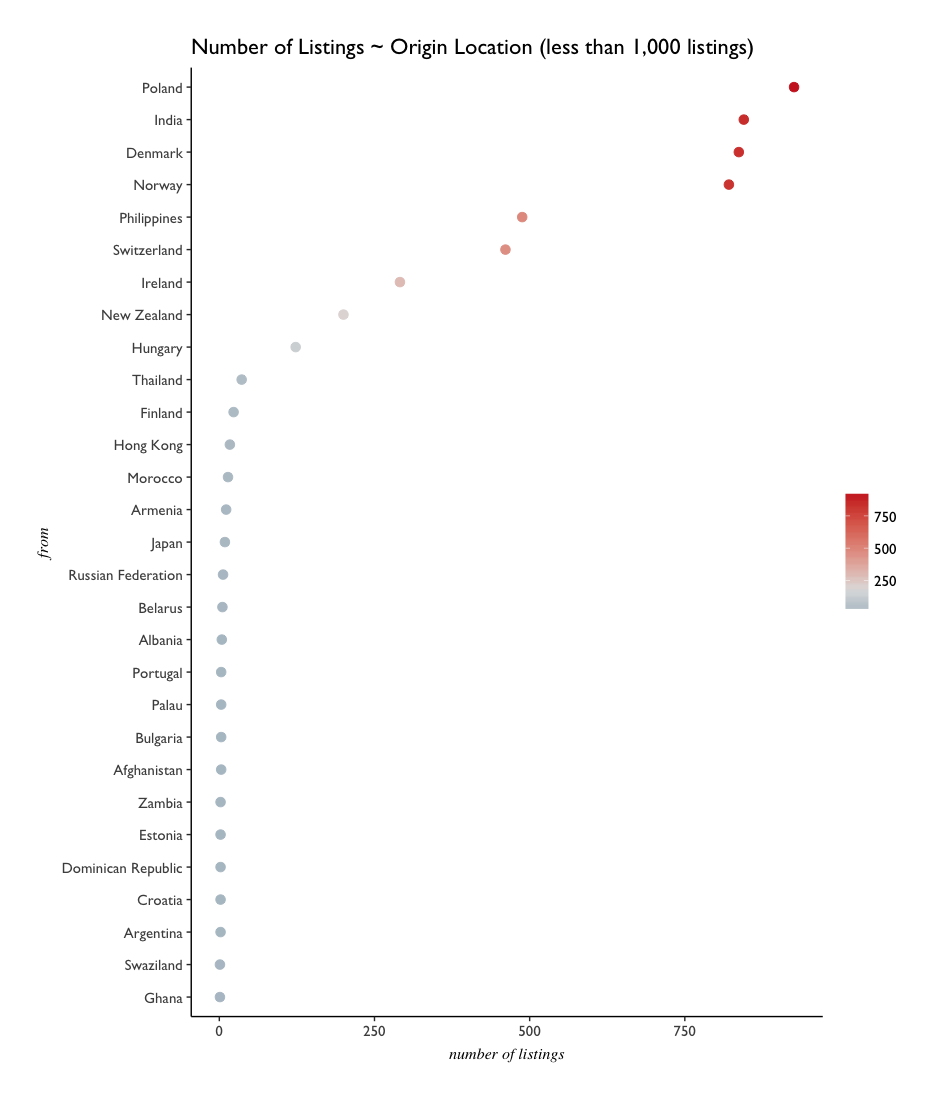 Number of Listings ~ Origin Location (less than 1,000 listings)
Poland
India
Denmark
Norway
Philippines
Switzerland
Ireland
New Zealand
Hungary
Thailand
Finland
Hong Kong
Morocco
Armenia
Japan
Russian Federation
Belarus
Albania
Portugal
Palau
Bulgaria
Afghanistan
Zambia
Estonia
Dominican Republic
Croatia
Argentina
Swaziland
Ghana
from
0 250 500 750
number of listings
750
500
250